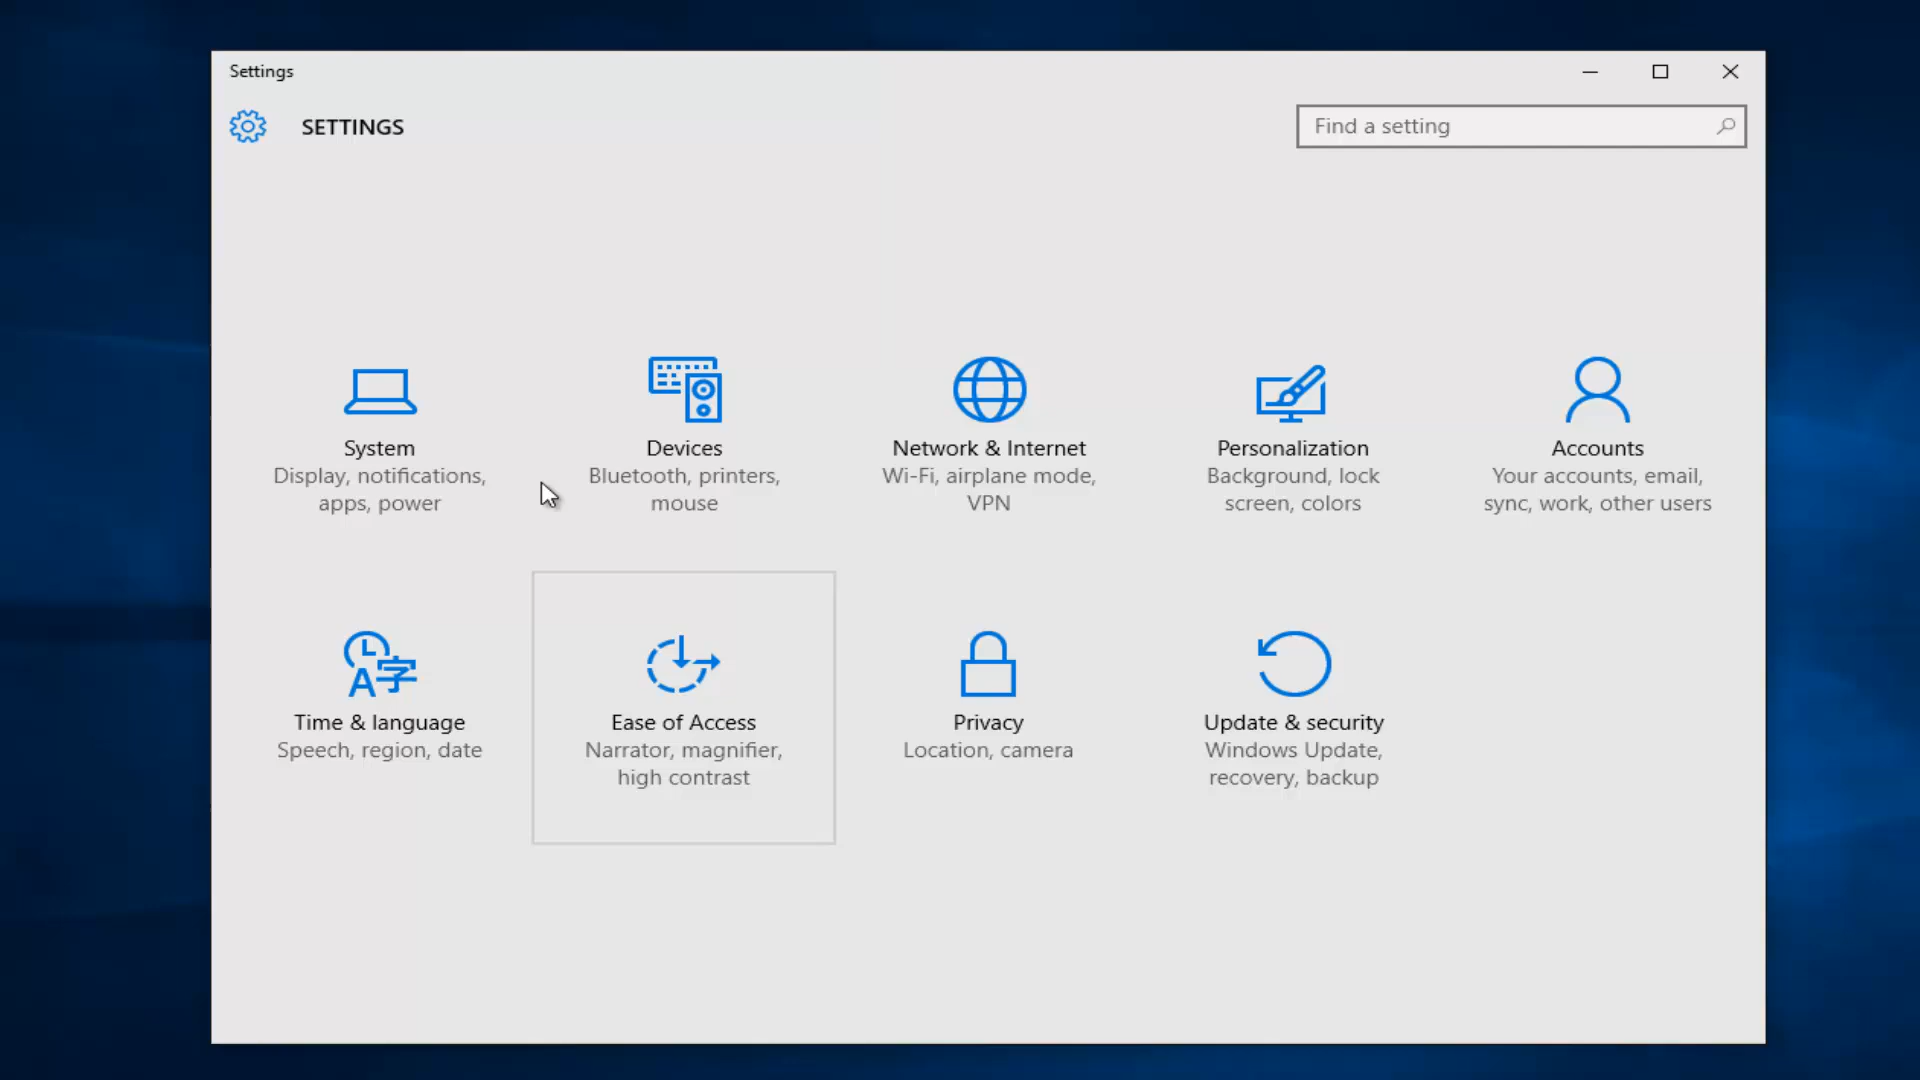 Settings
SETTINGS
Find a setting
System
Display, notifications,
apps, power
Devices
Bluetooth, printers,
mouse
Network & Internet
Wi-Fi, airplane mode,
VPN
Personalization
Background, lock
screen, colors
Accounts
Your accounts, email,
sync, work, other users
Time & language
Speech, region, date
Ease of Access
Narrator, magnifier,
high contrast
Privacy
Location, camera
Update & security
Windows Update,
recovery, backup